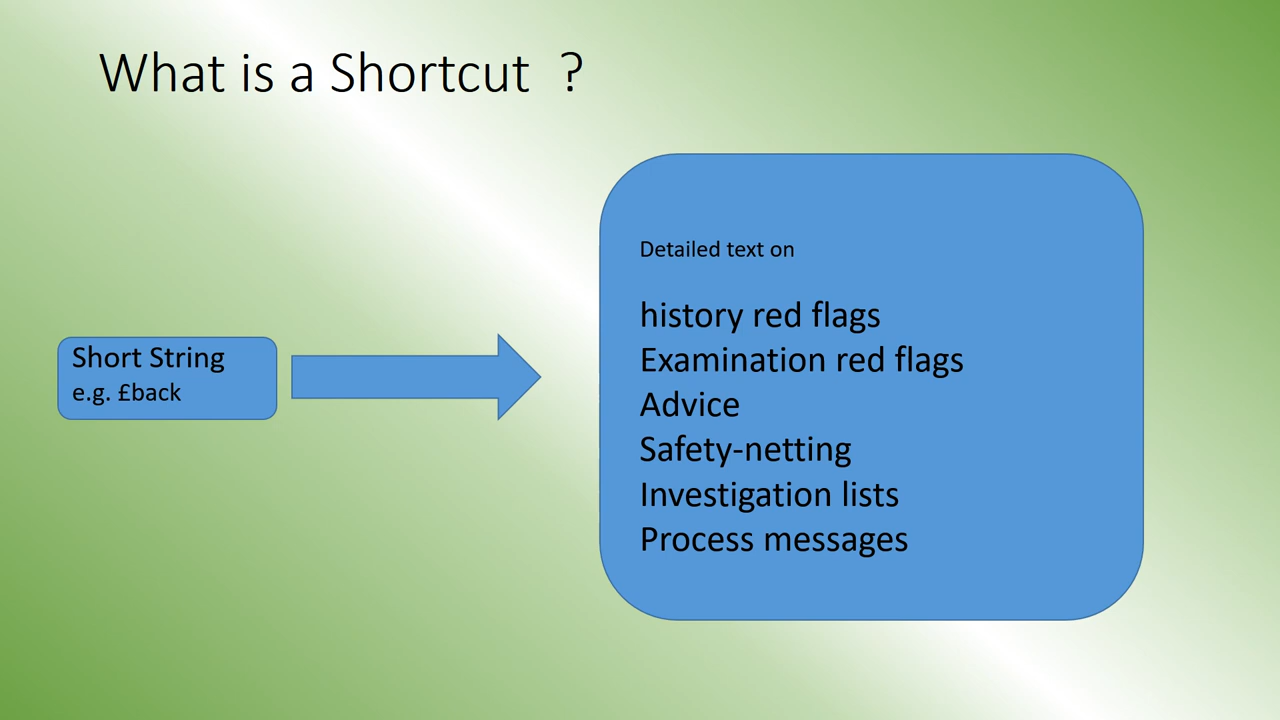 What is a Shortcut ?
Short String
e.g. £back
Detailed text on
history red flags
Examination red flags
Advice
Safety-netting
Investigation lists
Process messages